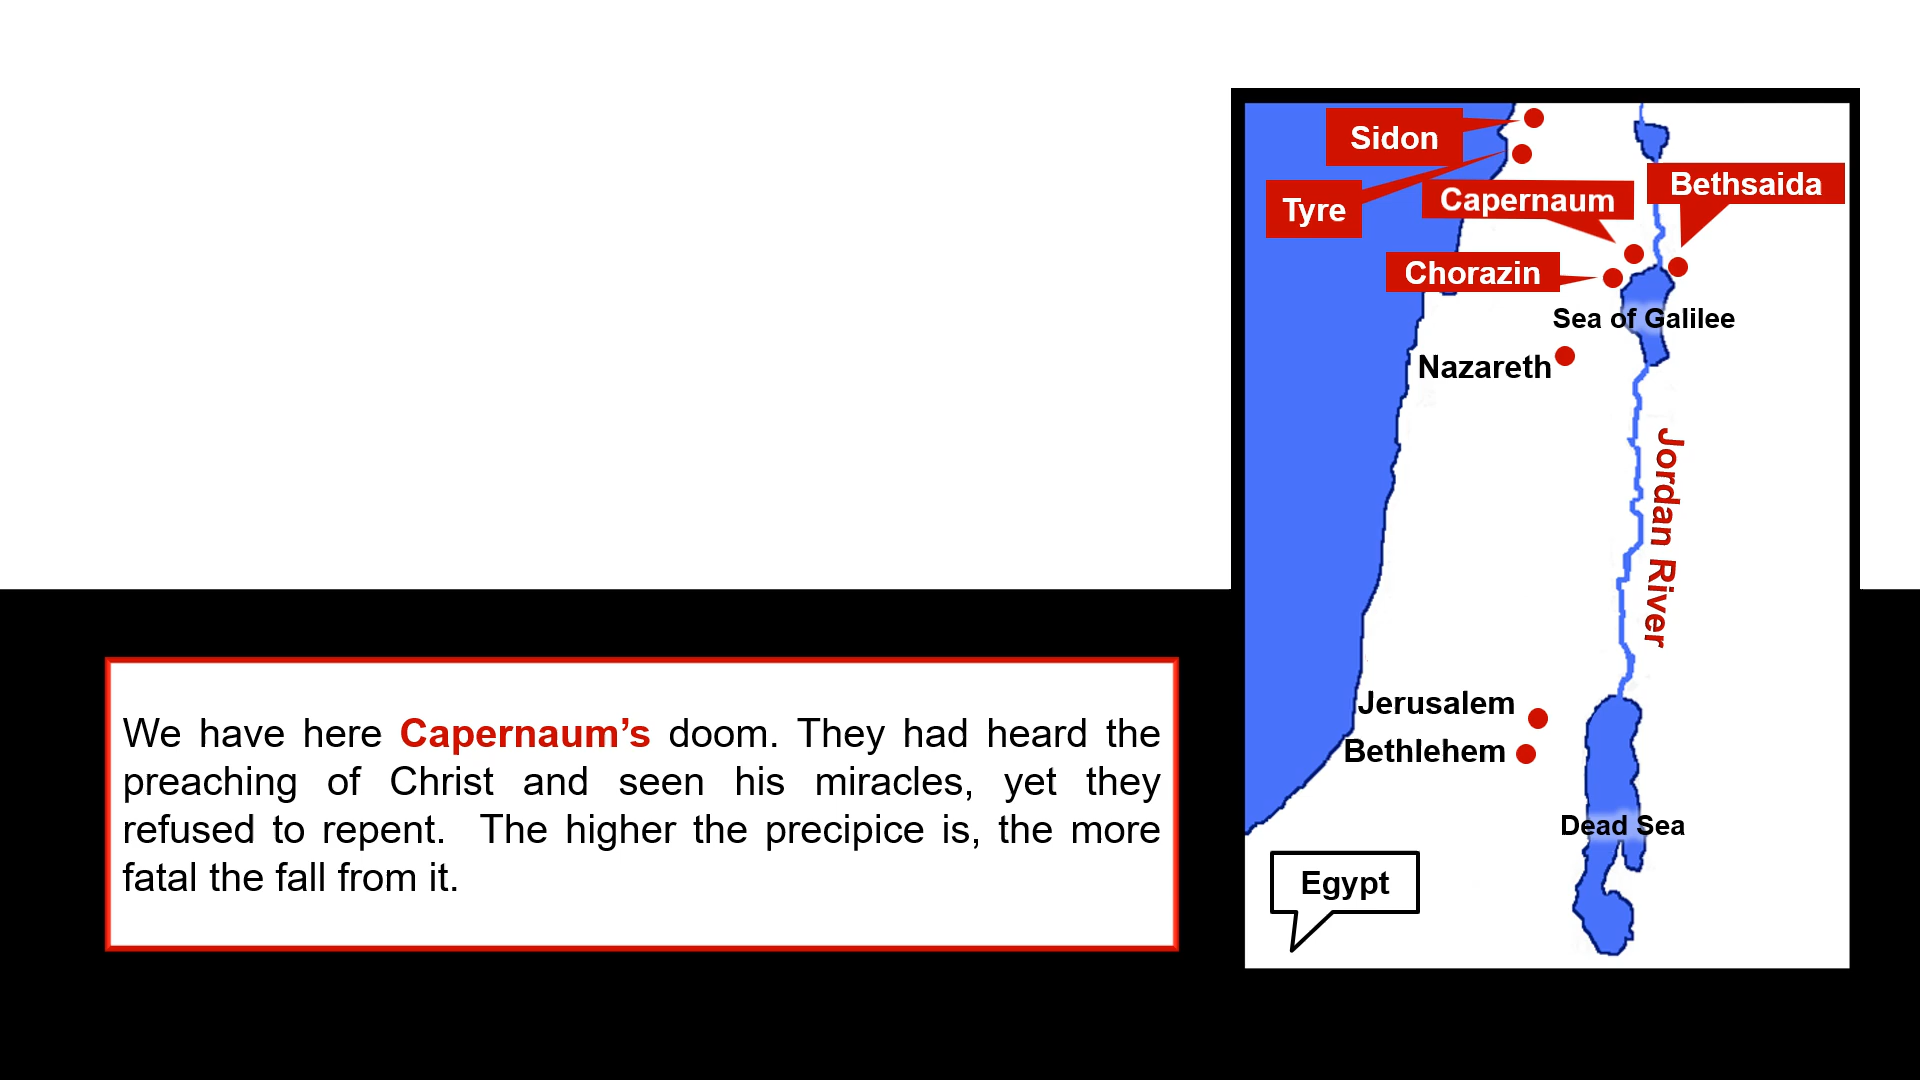 Sidon
Tyre
Capernaum
Bethsaida
Chorazin
Sea of Galilee
Nazareth
Jordan River
Jerusalem
Bethlehem
Dead Sea
Egypt
We have here Capernaum’s doom. They had heard the
preaching of Christ and seen his miracles, yet they
refused to repent.  The higher the precipice is, the more
fatal the fall from it.